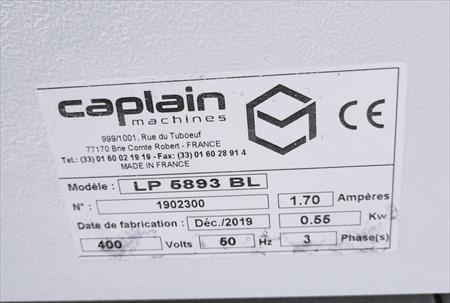 caplain
machines
CE
999/1001, Rue du Tuboeuf
77170 Brie Comte Robert - FRANCE
Tel.: (33) 01 60 02 19 19 - Fax: (33) 01 60 28 91 4
MADE IN FRANCE
Modèle : LP 5893 BL
N° : 1902300 1.70 Ampères
Date de fabrication : Déc./2019 0.55 Kw
400 Volts 50 Hz 3 Phase(s)